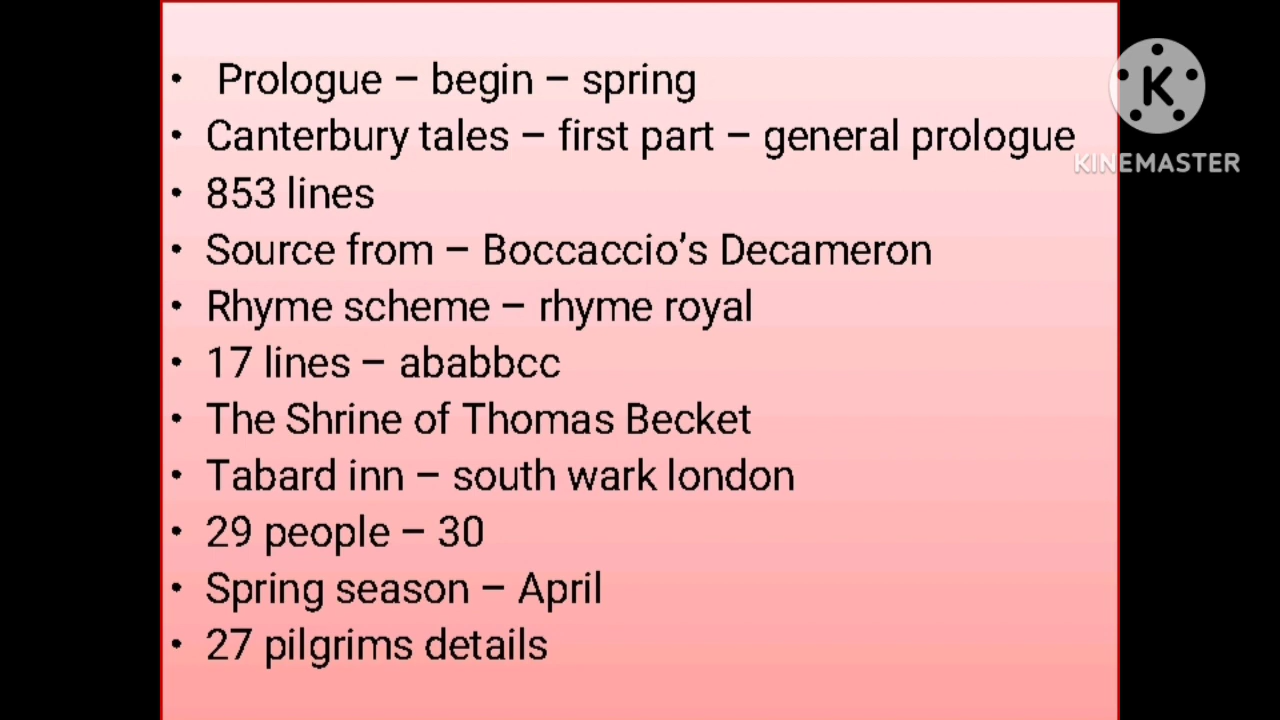 • Prologue – begin – spring
• Canterbury tales – first part – general prologue
• 853 lines
• Source from – Boccaccio's Decameron
• Rhyme scheme – rhyme royal
• 17 lines – ababbcc
• The Shrine of Thomas Becket
• Tabard inn – south wark london
• 29 people – 30
• Spring season – April
• 27 pilgrims details
K
KINEMASTER